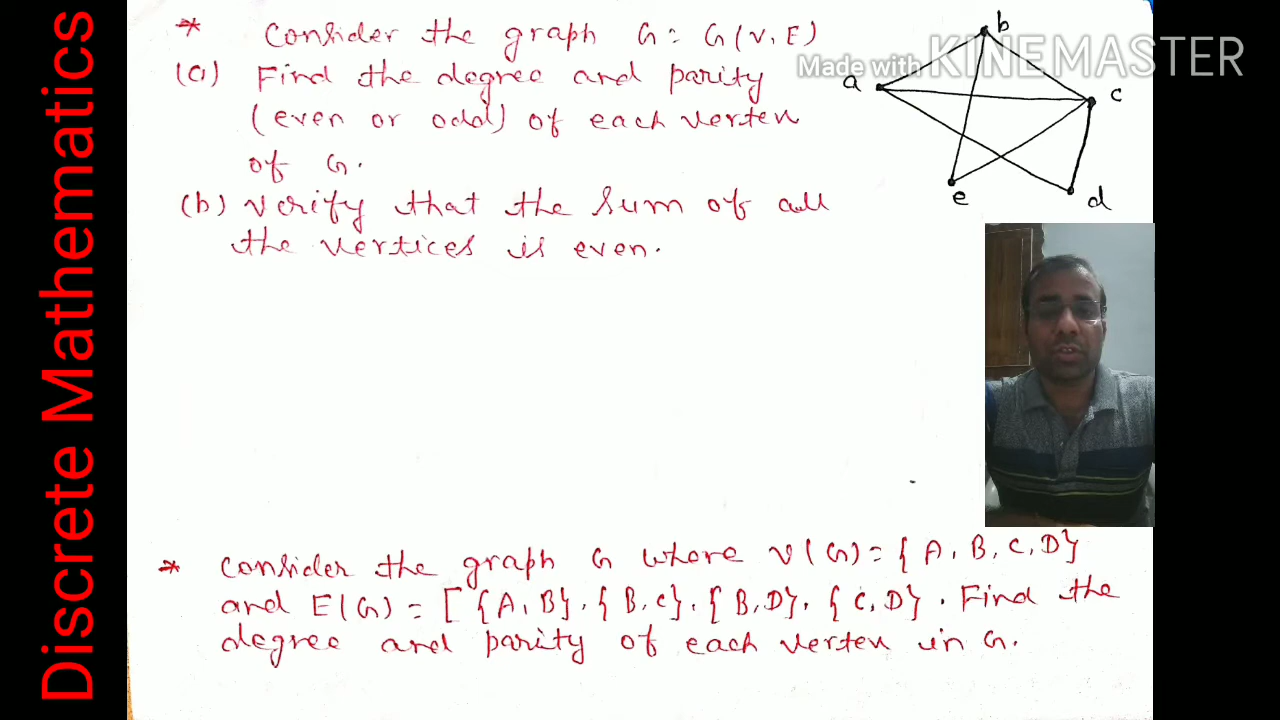 Discrete Mathematics
* Consider the graph G = G(V, E)
(a) Find the degree and parity
(even or odd) of each vertex
of G.
(b) Verify that the sum of all
the vertices is even.
Made with KINEMASTER
b
a
c
e
d
* Consider the graph G where V(G) = {A, B, C, D}
and E(G) = [{A, B}, {B, C}, {B, D}, {C, D}. Find the
degree and parity of each vertex in G.